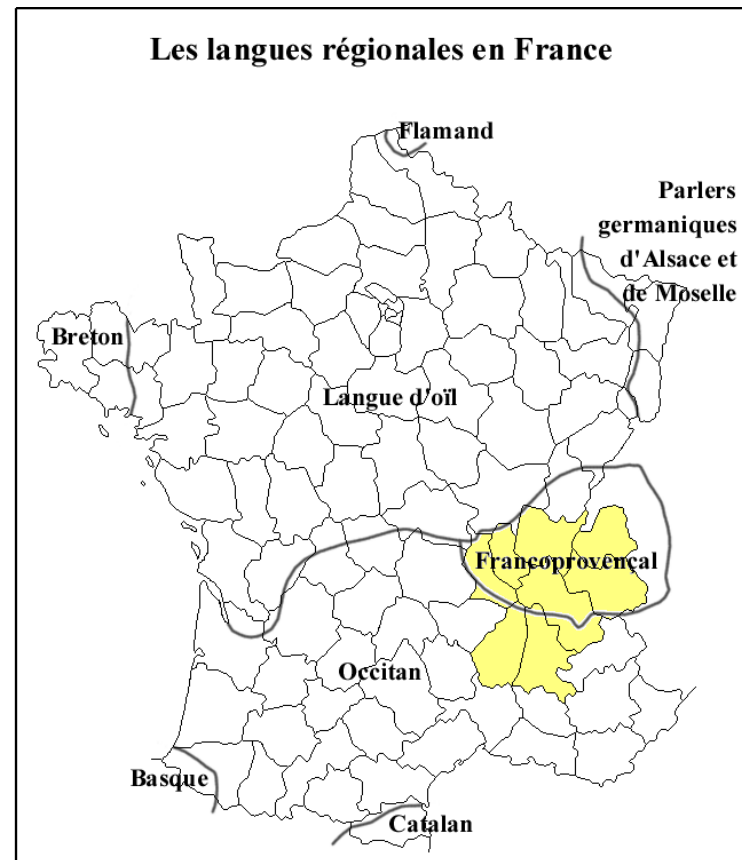 Les langues régionales en France
Flamand
Parlers
germaniques
d'Alsace et
de Moselle
Breton
Langue d'oïl
Francoprovençal
Occitan
Basque
Catalan